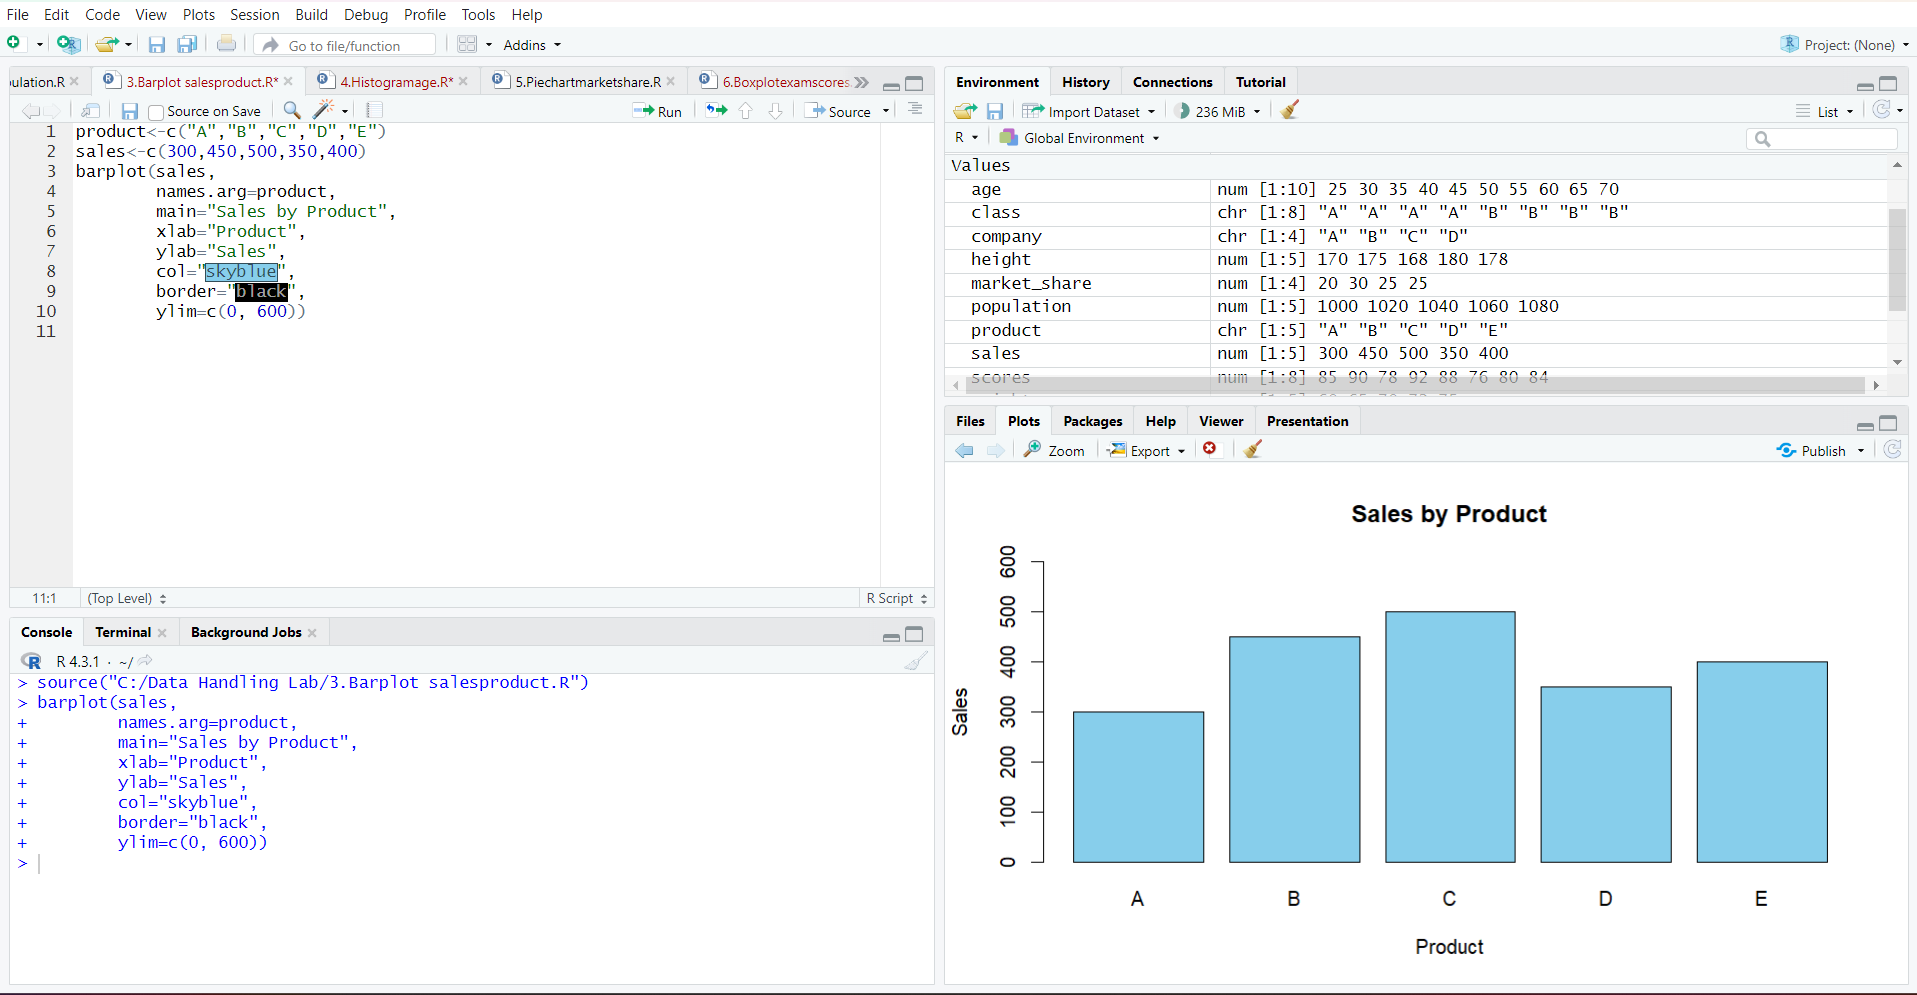 File Edit Code View Plots Session Build Debug Profile Tools Help
Go to file/function Addins Project: (None)
ulation.R 3.Barplot salesproduct.R* 4.Histogramage.R* 5.Piechartmarketshare.R 6.Boxplotexamscores.
Source on Save Run Source
1 product<-c("A","B","C","D","E")
2 sales<-c(300,450,500,350,400)
3 barplot(sales,
4 names.arg=product,
5 main="Sales by Product",
6 xlab="Product",
7 ylab="Sales",
8 col="skyblue",
9 border="black",
10 ylim=c(0, 600))
11
11:1 (Top Level) R Script
Console Terminal Background Jobs
R 4.3.1 · ~/
> source("C:/Data Handling Lab/3.Barplot salesproduct.R")
> barplot(sales,
+ names.arg=product,
+ main="Sales by Product",
+ xlab="Product",
+ ylab="Sales",
+ col="skyblue",
+ border="black",
+ ylim=c(0, 600))
>
Environment History Connections Tutorial
Import Dataset 236 MiB List
R Global Environment
Values
age num [1:10] 25 30 35 40 45 50 55 60 65 70
class chr [1:8] "A" "A" "A" "A" "B" "B" "B" "B"
company chr [1:4] "A" "B" "C" "D"
height num [1:5] 170 175 168 180 178
market_share num [1:4] 20 30 25 25
population num [1:5] 1000 1020 1040 1060 1080
product chr [1:5] "A" "B" "C" "D" "E"
sales num [1:5] 300 450 500 350 400
scores num [1:8] 85 90 78 92 88 76 80 84
Files Plots Packages Help Viewer Presentation
Zoom Export Publish
Sales by Product
600
500
400
300
200
100
0
Sales
A B C D E
Product